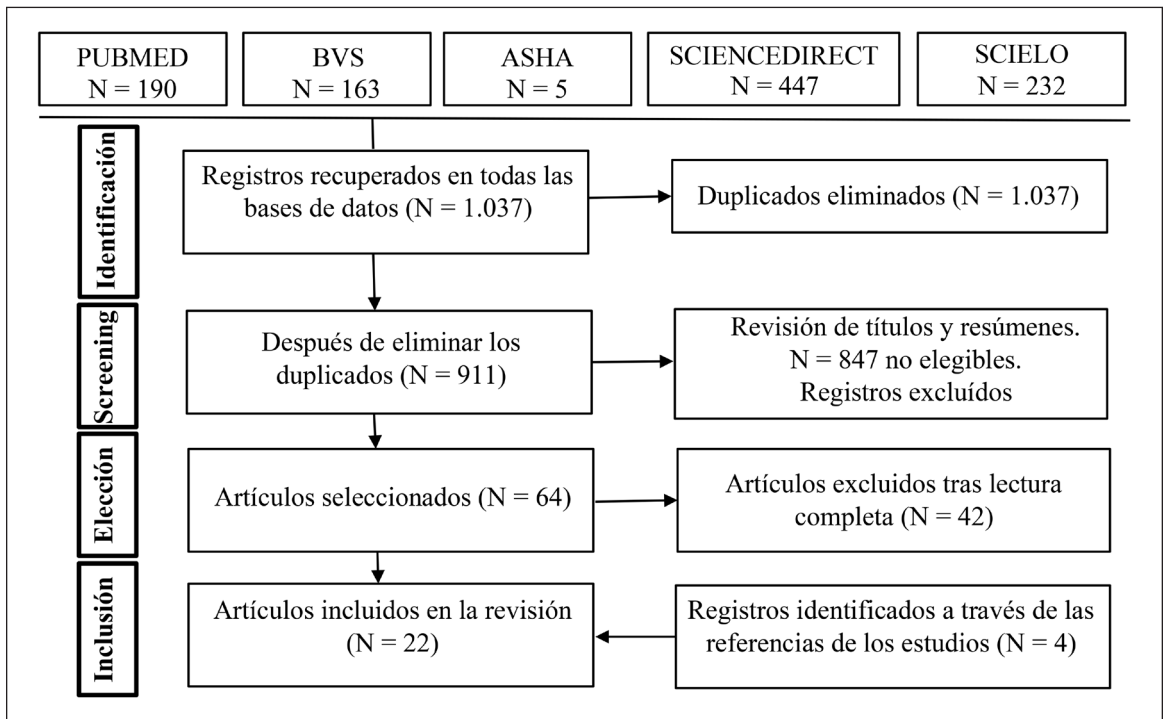 PUBMED
N = 190
BVS
N = 163
ASHA
N = 5
SCIENCEDIRECT
N = 447
SCIELO
N = 232
Identificación
Registros recuperados en todas las
bases de datos (N = 1.037)
Duplicados eliminados (N = 1.037)
Screening
Después de eliminar los
duplicados (N = 911)
Revisión de títulos y resúmenes.
N = 847 no elegibles.
Registros excluídos
Elección
Artículos seleccionados (N = 64)
Artículos excluidos tras lectura
completa (N = 42)
Inclusión
Artículos incluidos en la revisión
(N = 22)
Registros identificados a través de las
referencias de los estudios (N = 4)